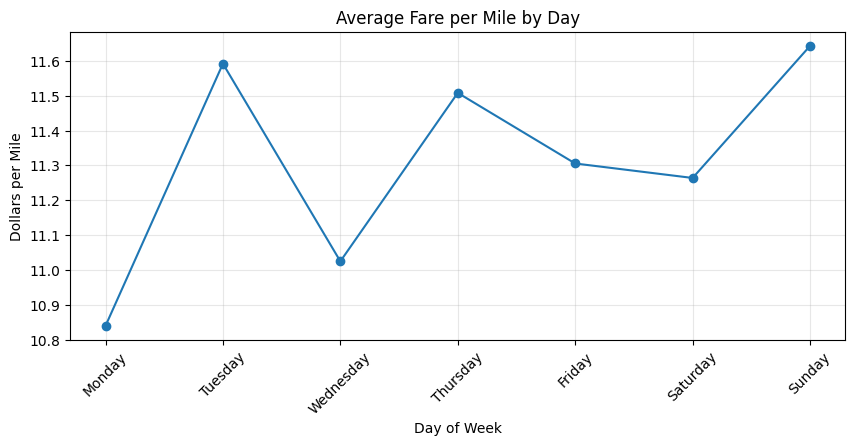 Average Fare per Mile by Day
Dollars per Mile
11.6
11.5
11.4
11.3
11.2
11.1
11.0
10.9
10.8
Monday
Tuesday
Wednesday
Thursday
Friday
Saturday
Sunday
Day of Week